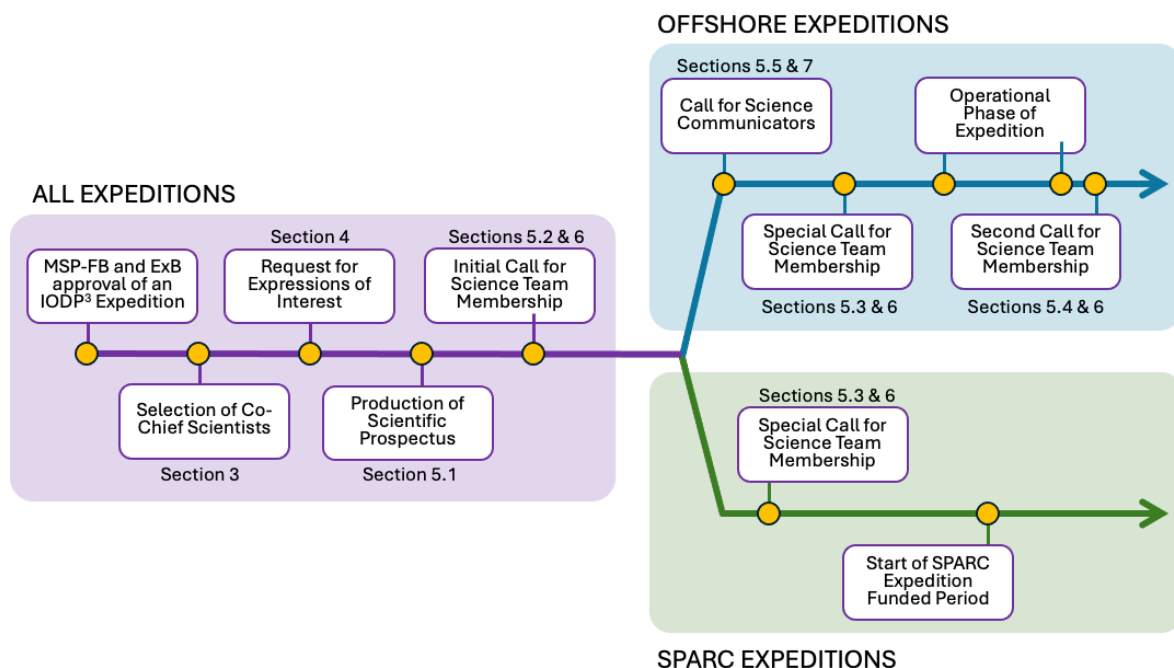 ALL EXPEDITIONS
MSP-FB and ExB
approval of an
IODP³ Expedition
Selection of Co-
Chief Scientists
Section 3
Section 4
Request for
Expressions of
Interest
Production of
Scientific
Prospectus
Section 5.1
Sections 5.2 & 6
Initial Call for
Science Team
Membership
OFFSHORE EXPEDITIONS
Sections 5.5 & 7
Call for Science
Communicators
Special Call for
Science Team
Membership
Sections 5.3 & 6
Operational
Phase of
Expedition
Second Call for
Science Team
Membership
Sections 5.4 & 6
Sections 5.3 & 6
Special Call for
Science Team
Membership
Start of SPARC
Expedition
Funded Period
SPARC EXPEDITIONS